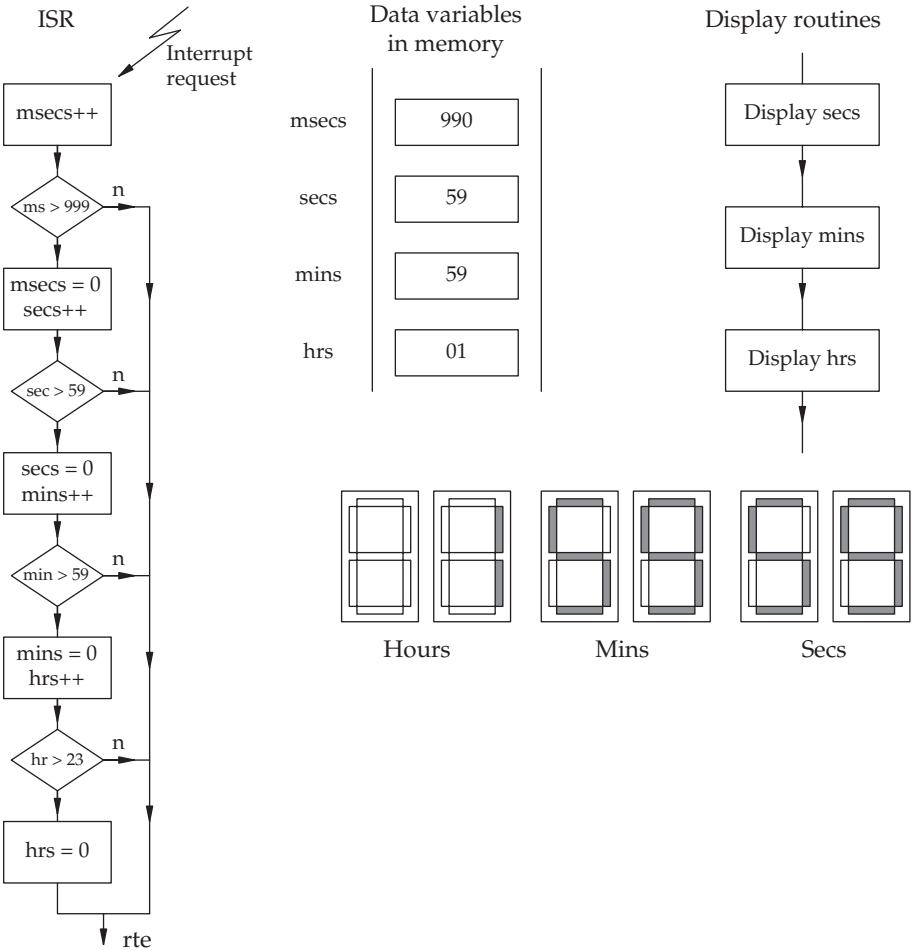 ISR
Interrupt
request
msecs++
ms > 999
n
msecs = 0
secs++
sec > 59
n
secs = 0
mins++
min > 59
n
mins = 0
hrs++
hr > 23
n
hrs = 0
rte
Data variables
in memory
msecs
990
secs
59
mins
59
hrs
01
Display routines
Display secs
Display mins
Display hrs
Hours
Mins
Secs